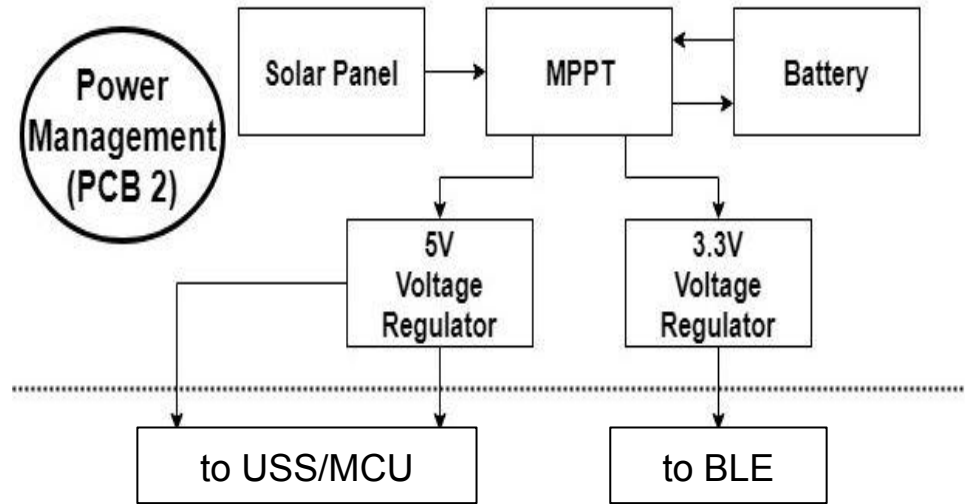 Power
Management
(PCB 2)
Solar Panel
MPPT
Battery
5V
Voltage
Regulator
3.3V
Voltage
Regulator
to USS/MCU
to BLE